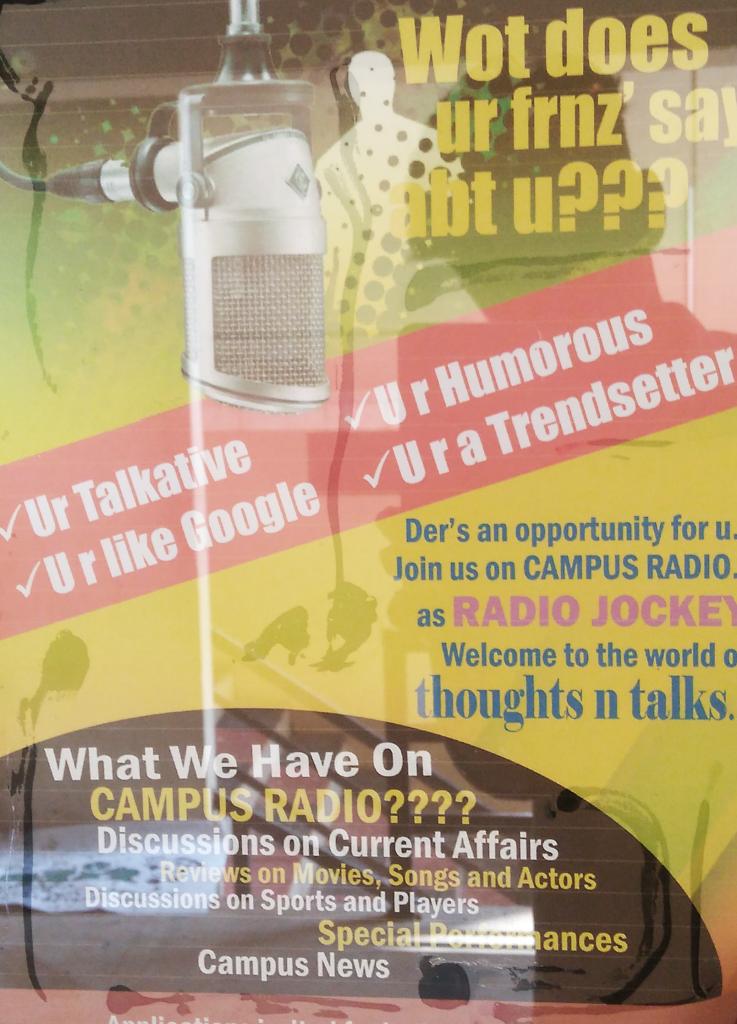 Wot does
ur frnz' say
abt u???
✓U r Humorous
✓U r a Trendsetter
✓Ur Talkative
✓U r like Google
Der's an opportunity for u.
Join us on CAMPUS RADIO.
as RADIO JOCKEY
Welcome to the world o
thoughts n talks.
What We Have On
CAMPUS RADIO????
Discussions on Current Affairs
Reviews on Movies, Songs and Actors
Discussions on Sports and Players
Special Performances
Campus News